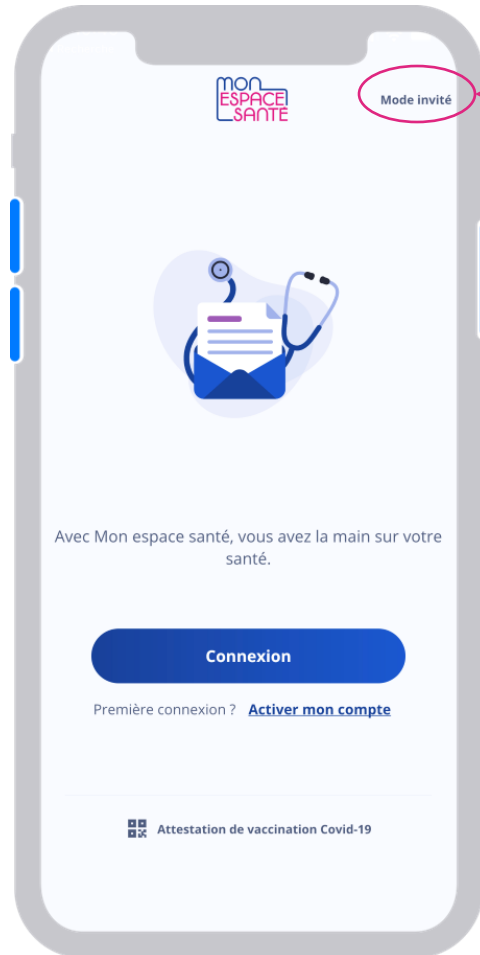 MON
ESPACE
SANTÉ
Mode invité
Avec Mon espace santé, vous avez la main sur votre
santé.
Connexion
Première connexion ? Activer mon compte
Attestation de vaccination Covid-19